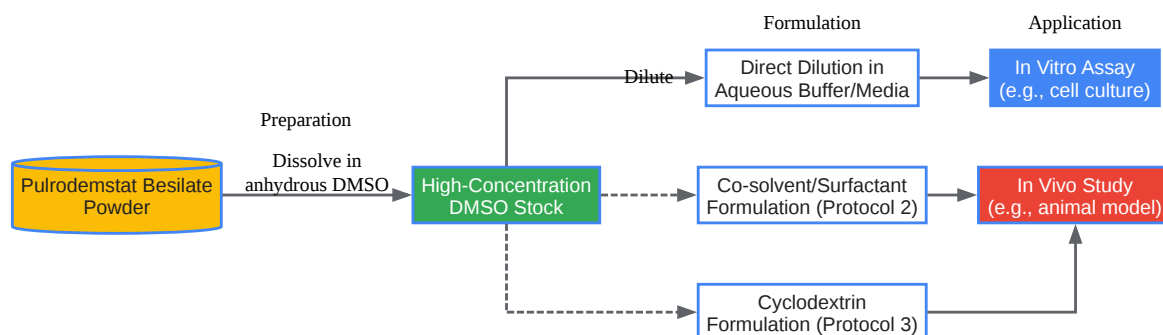 Formulation
Application
Dilute
Direct Dilution in
Aqueous Buffer/Media
In Vitro Assay
(e.g., cell culture)
Preparation
Dissolve in
anhydrous DMSO
Pulrodemstat Besilate
Powder
High-Concentration
DMSO Stock
Co-solvent/Surfactant
Formulation (Protocol 2)
In Vivo Study
(e.g., animal model)
Cyclodextrin
Formulation (Protocol 3)